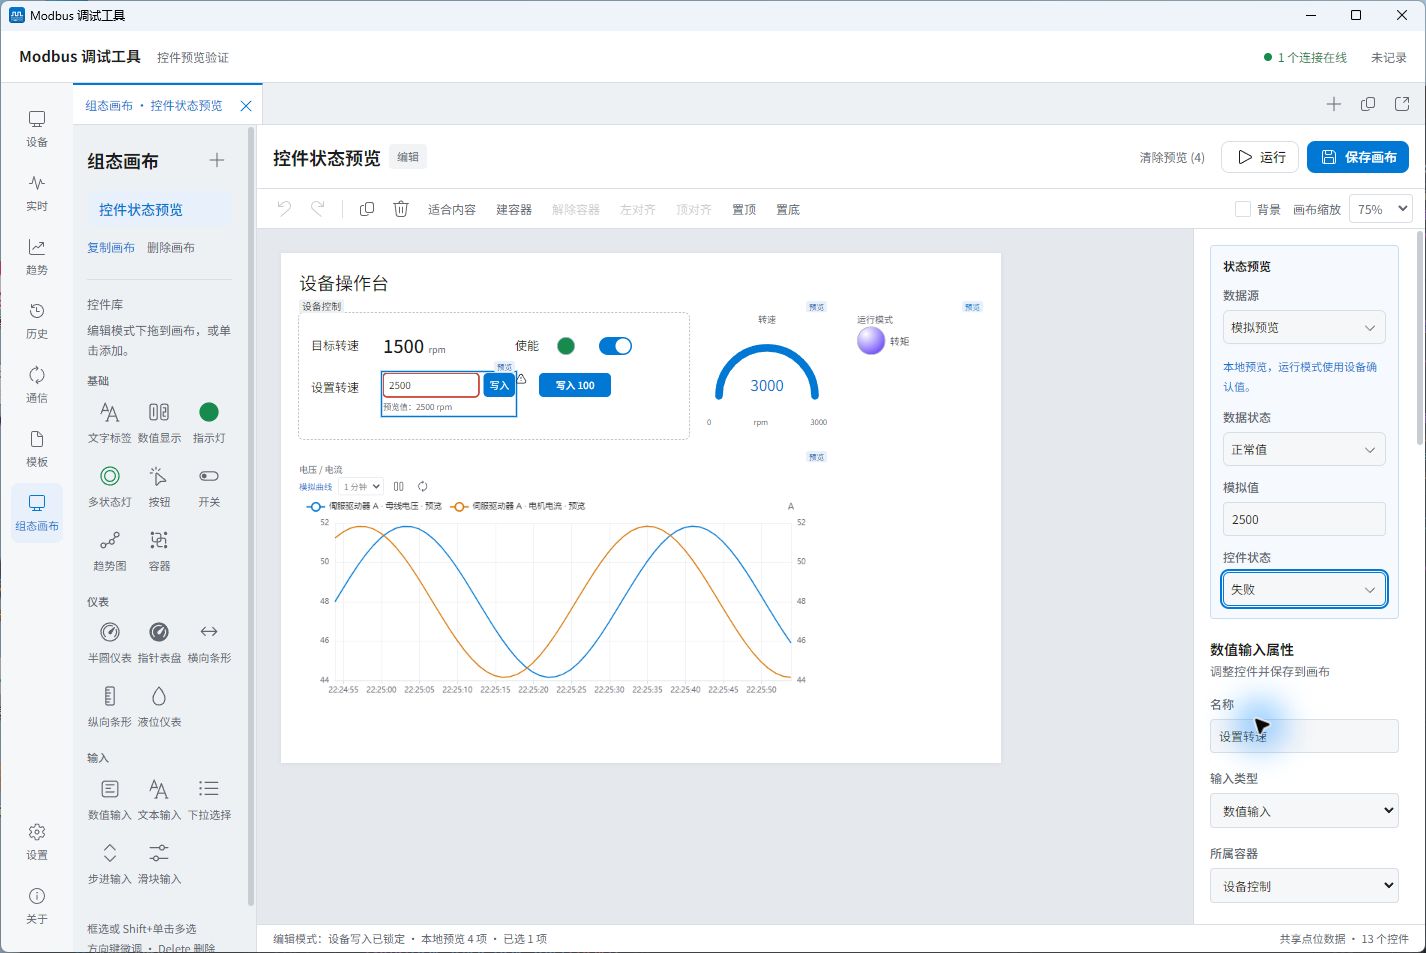 Modbus 调试工具
Modbus 调试工具 控件预览验证
1 个连接在线 未记录
组态画布 · 控件状态预览
设备
实时
趋势
历史
通信
模板
组态画布
设置
关于
组态画布
控件状态预览
复制画布 删除画布
控件库
编辑模式下拖到画布，或单
击添加。
基础
文字标签 数值显示 指示灯
多状态灯 按钮 开关
趋势图 容器
仪表
半圆仪表 指针表盘 横向条形
纵向条形 液位仪表
输入
数值输入 文本输入 下拉选择
步进输入 滑块输入
框选或 Shift+单击多选
方向键微调 · Delete 删除
控件状态预览 编辑
清除预览 (4) 运行 保存画布
适合内容 建容器 解除容器 左对齐 顶对齐 置顶 置底
背景 画布缩放 75%
设备操作台
设备控制
目标转速 1500 rpm 使能
预览
设置转速 2500 写入 写入 100
预览值：2500 rpm
预览
转速
3000
0 rpm 3000
预览
运行模式
转矩
预览
电压 / 电流
模拟曲线 1 分钟
伺服驱动器 A · 母线电压 · 预览 伺服驱动器 A · 电机电流 · 预览 A
52 52
50 50
48 48
46 46
44 44
22:24:55 22:25:00 22:25:05 22:25:10 22:25:15 22:25:20 22:25:25 22:25:30 22:25:35 22:25:40 22:25:45 22:25:50
状态预览
数据源
模拟预览
本地预览，运行模式使用设备确
认值。
数据状态
正常值
模拟值
2500
控件状态
失败
数值输入属性
调整控件并保存到画布
名称
设置转速
输入类型
数值输入
所属容器
设备控制
编辑模式：设备写入已锁定 · 本地预览 4 项 · 已选 1 项
共享点位数据 · 13 个控件